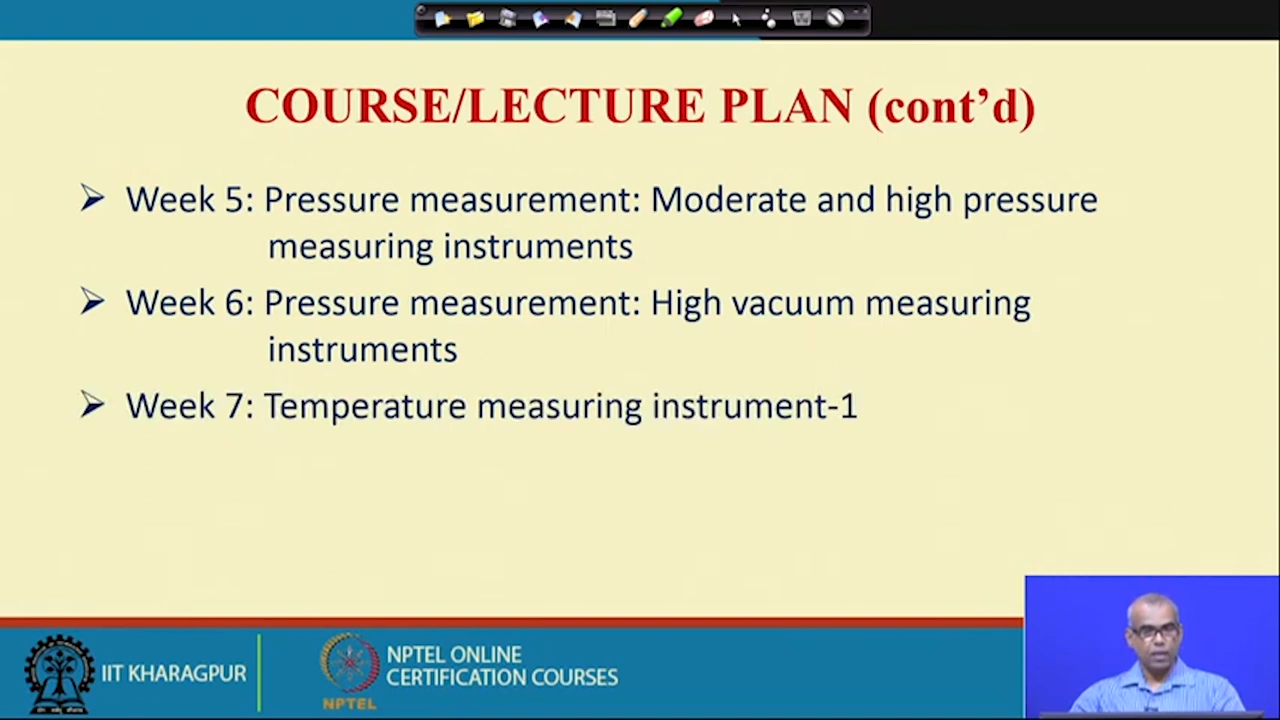 COURSE/LECTURE PLAN (cont’d)
➢ Week 5: Pressure measurement: Moderate and high pressure
measuring instruments
➢ Week 6: Pressure measurement: High vacuum measuring
instruments
➢ Week 7: Temperature measuring instrument-1
IIT KHARAGPUR
NPTEL ONLINE
CERTIFICATION COURSES
NPTEL